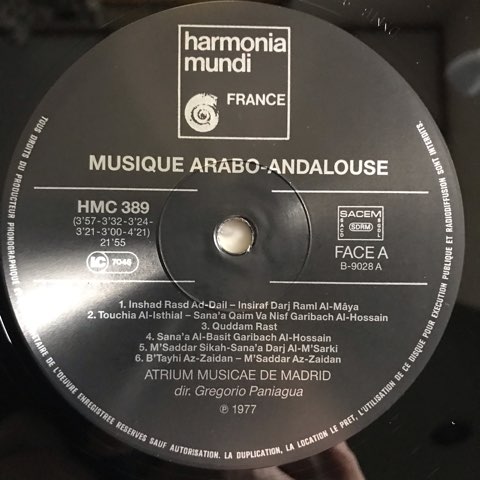 harmonia
mundi
FRANCE
MUSIQUE ARABO-ANDALOUSE
HMC 389
(3'57-3'32-3'24-
3'21-3'00-4'21)
21'55
LC 7045
SACEM
SDRM
SACD
SGDL
FACE A
B-9028 A
1. Inshad Rasd Ad-Dail – Insiraf Darj Raml Al-Mâya
2. Touchia Al-Isthial – Sana'a Qaim Va Nisf Garibach Al-Hossain
3. Quddam Rast
4. Sana'a Al-Basit Garibach Al-Hossain
5. M'Saddar Sikah-Sana'a Darj Al-M'Sarki
6. B'Tayhi Az-Zaidan – M'Saddar Az-Zaidan
ATRIUM MUSICAE DE MADRID
dir. Gregorio Paniagua
℗ 1977
TOUS DROITS DU PRODUCTEUR PHONOGRAPHIQUE
TAIRE DE L'OEUVRE ENREGISTREE RESERVES SAUF AUTORISATION. LA DUPLICATION, LA LOCATION LE PRET, L'UTILISATION DE CE DISQUE POUR EXECUTION PUBLIQUE ET RADIODIFFUSION SONT INTERDITS.